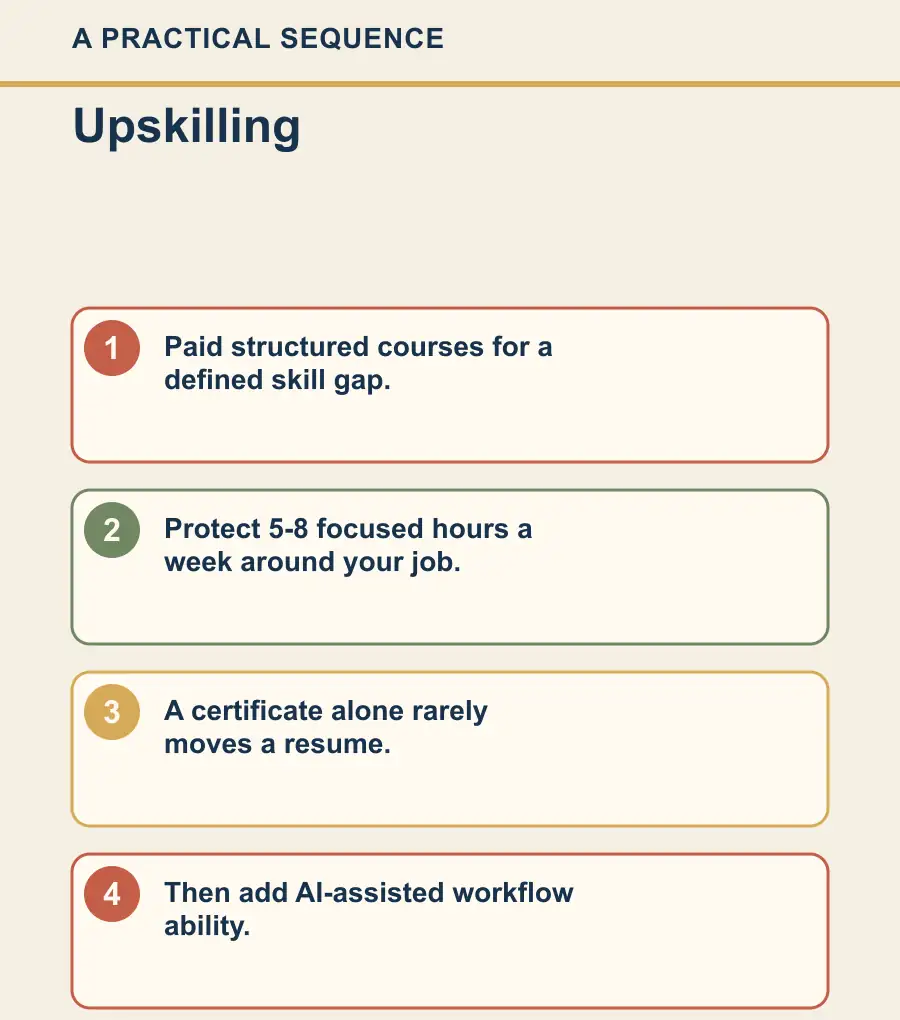 A PRACTICAL SEQUENCE
Upskilling
1
Paid structured courses for a
defined skill gap.
2
Protect 5-8 focused hours a
week around your job.
3
A certificate alone rarely
moves a resume.
4
Then add AI-assisted workflow
ability.